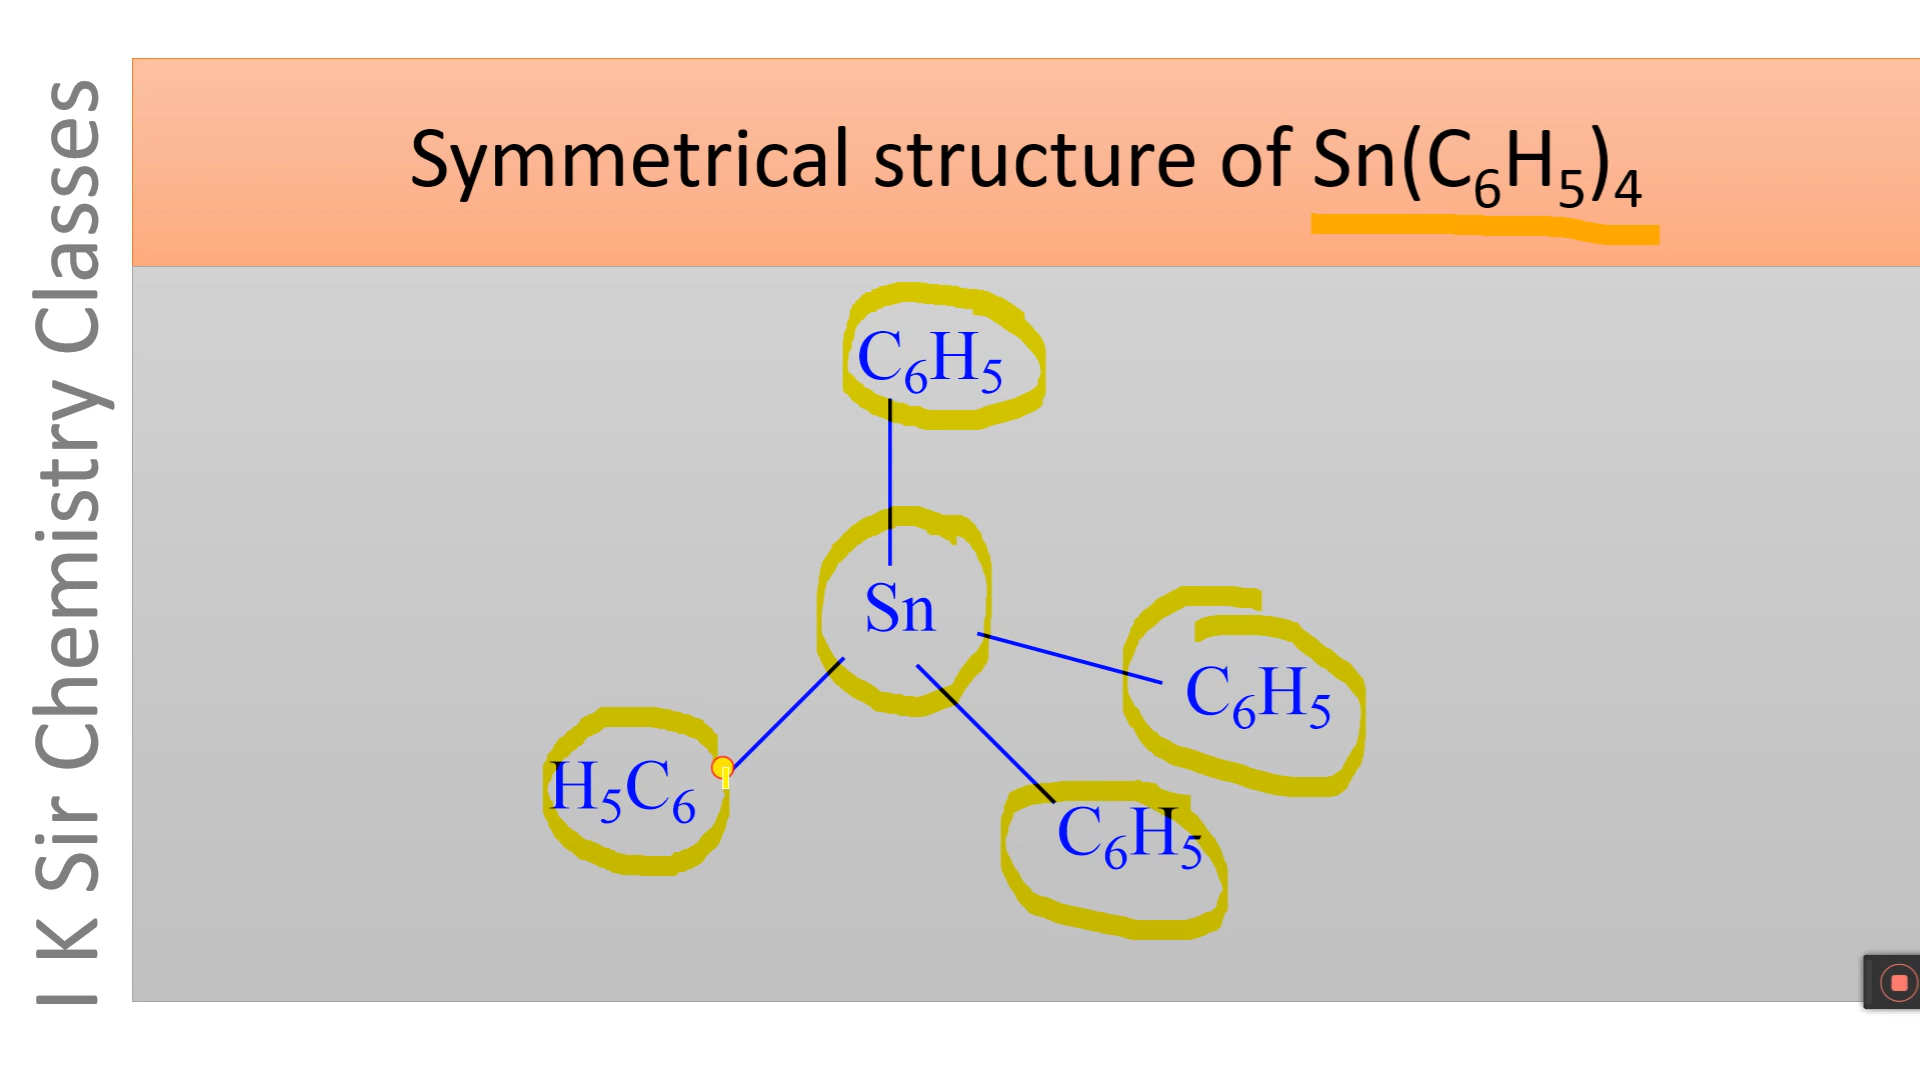 I K Sir Chemistry Classes
Symmetrical structure of Sn(C₆H₅)₄
C₆H₅
Sn
C₆H₅
H₅C₆
C₆H₅